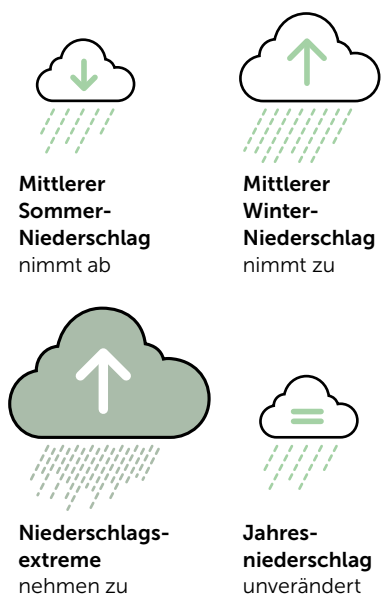 Mittlerer
Sommer-
Niederschlag
nimmt ab
Mittlerer
Winter-
Niederschlag
nimmt zu
Niederschlags-
extreme
nehmen zu
Jahres-
niederschlag
unverändert